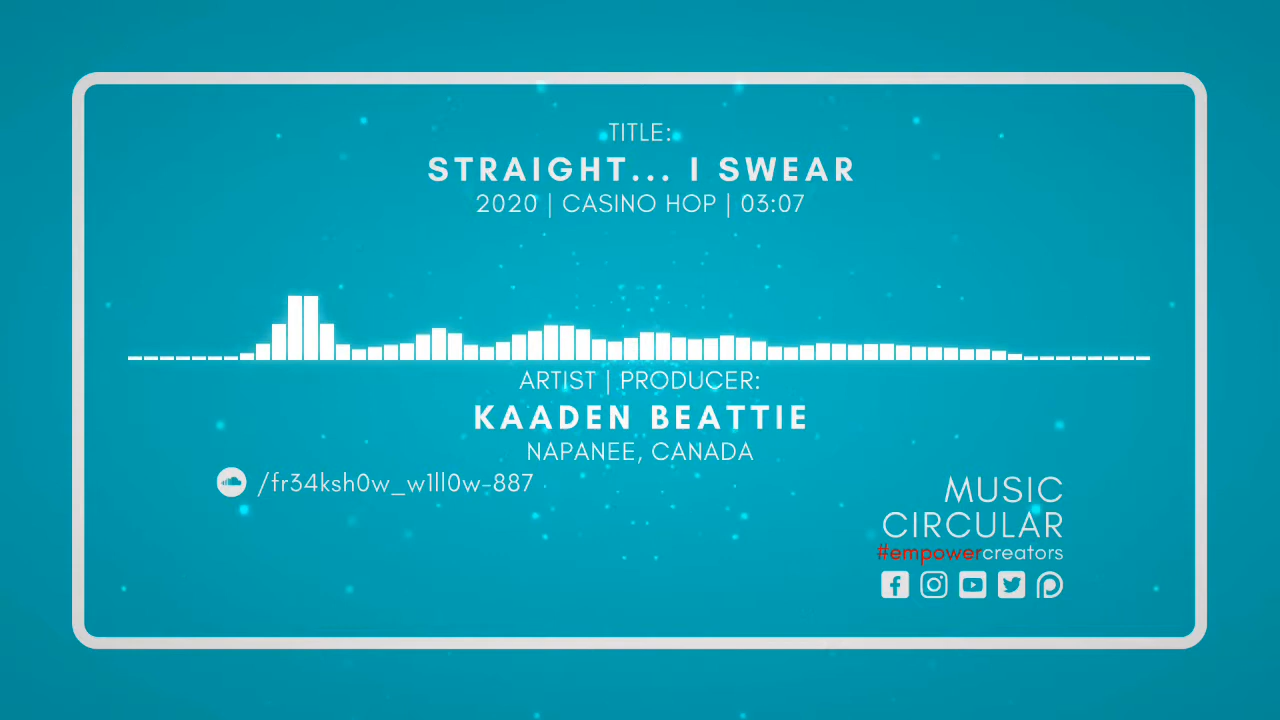 TITLE:
STRAIGHT... I SWEAR
2020 | CASINO HOP | 03:07
ARTIST | PRODUCER:
KAADEN BEATTIE
NAPANEE, CANADA
/fr34ksh0w_w1ll0w-887
MUSIC
CIRCULAR
#empowercreators